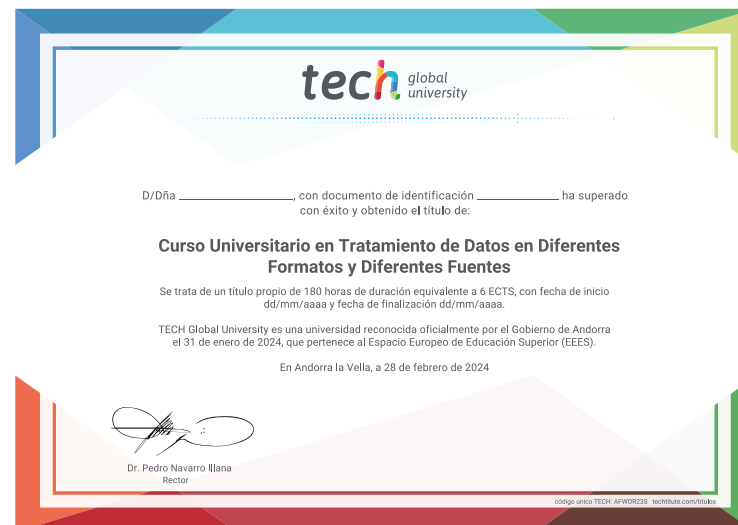 tech global university
D/Dña ____________________, con documento de identificación ______________ ha superado
con éxito y obtenido el título de:
Curso Universitario en Tratamiento de Datos en Diferentes
Formatos y Diferentes Fuentes
Se trata de un título propio de 180 horas de duración equivalente a 6 ECTS, con fecha de inicio
dd/mm/aaaa y fecha de finalización dd/mm/aaaa.
TECH Global University es una universidad reconocida oficialmente por el Gobierno de Andorra
el 31 de enero de 2024, que pertenece al Espacio Europeo de Educación Superior (EEES).
En Andorra la Vella, a 28 de febrero de 2024
Dr. Pedro Navarro Illana
Rector
código único TECH: AFWOR23S techtitute.com/titulos